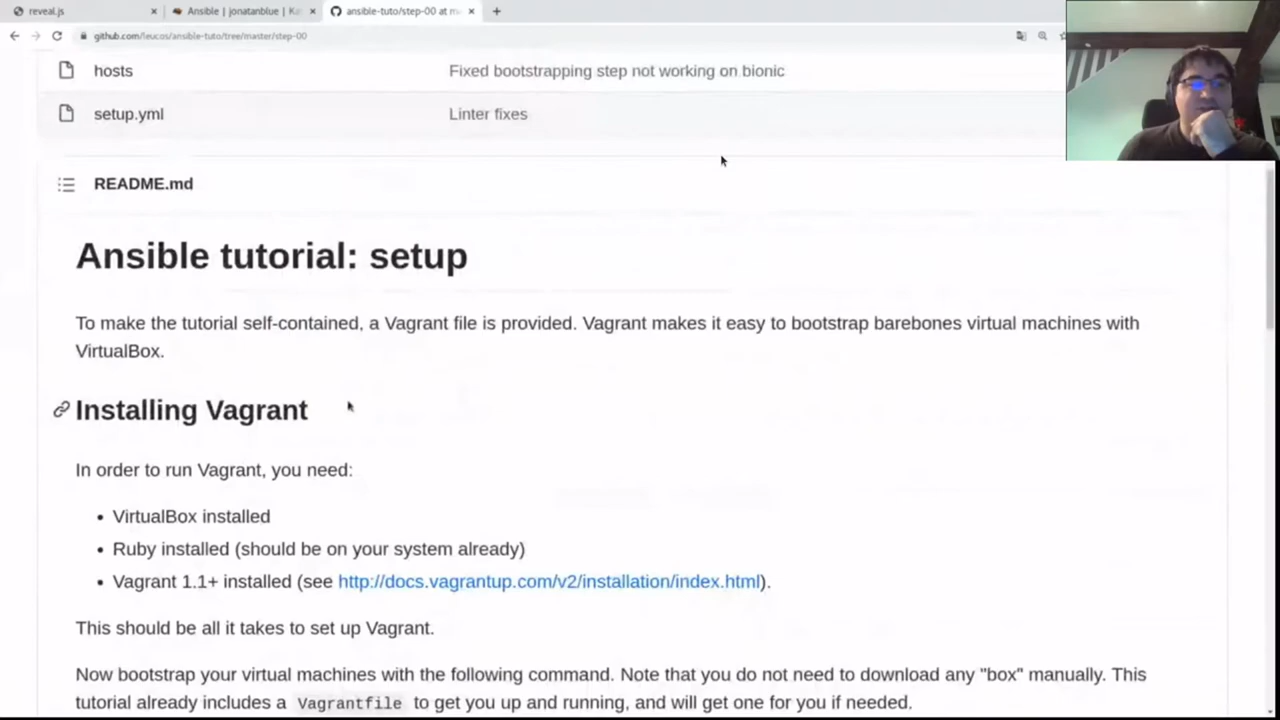 reveal.js
Ansible | jonatanblue | Ka
ansible-tuto/step-00 at m
github.com/leucos/ansible-tuto/tree/master/step-00
hosts Fixed bootstrapping step not working on bionic
setup.yml Linter fixes
README.md
Ansible tutorial: setup
To make the tutorial self-contained, a Vagrant file is provided. Vagrant makes it easy to bootstrap barebones virtual machines with
VirtualBox.
Installing Vagrant
In order to run Vagrant, you need:
• VirtualBox installed
• Ruby installed (should be on your system already)
• Vagrant 1.1+ installed (see http://docs.vagrantup.com/v2/installation/index.html).
This should be all it takes to set up Vagrant.
Now bootstrap your virtual machines with the following command. Note that you do not need to download any "box" manually. This
tutorial already includes a Vagrantfile to get you up and running, and will get one for you if needed.